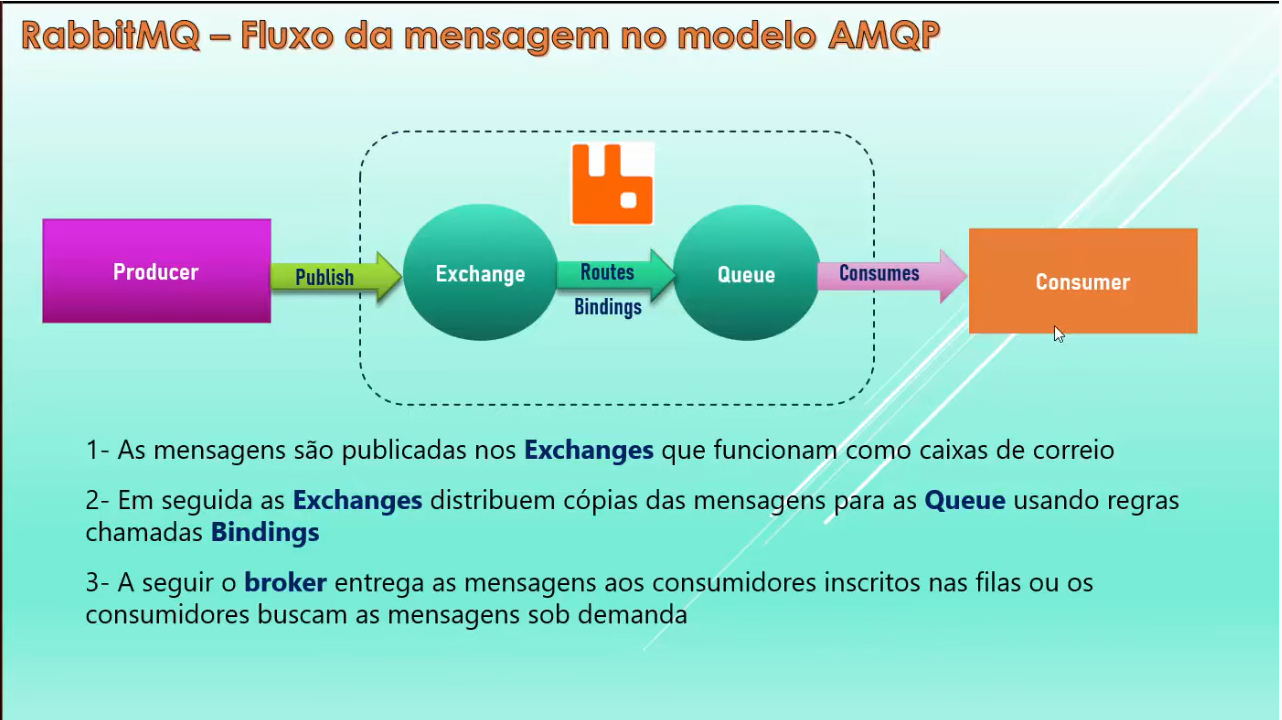 RabbitMQ – Fluxo da mensagem no modelo AMQP
Producer
Publish
Exchange
Routes
Bindings
Queue
Consumes
Consumer
1- As mensagens são publicadas nos Exchanges que funcionam como caixas de correio
2- Em seguida as Exchanges distribuem cópias das mensagens para as Queue usando regras
chamadas Bindings
3- A seguir o broker entrega as mensagens aos consumidores inscritos nas filas ou os
consumidores buscam as mensagens sob demanda